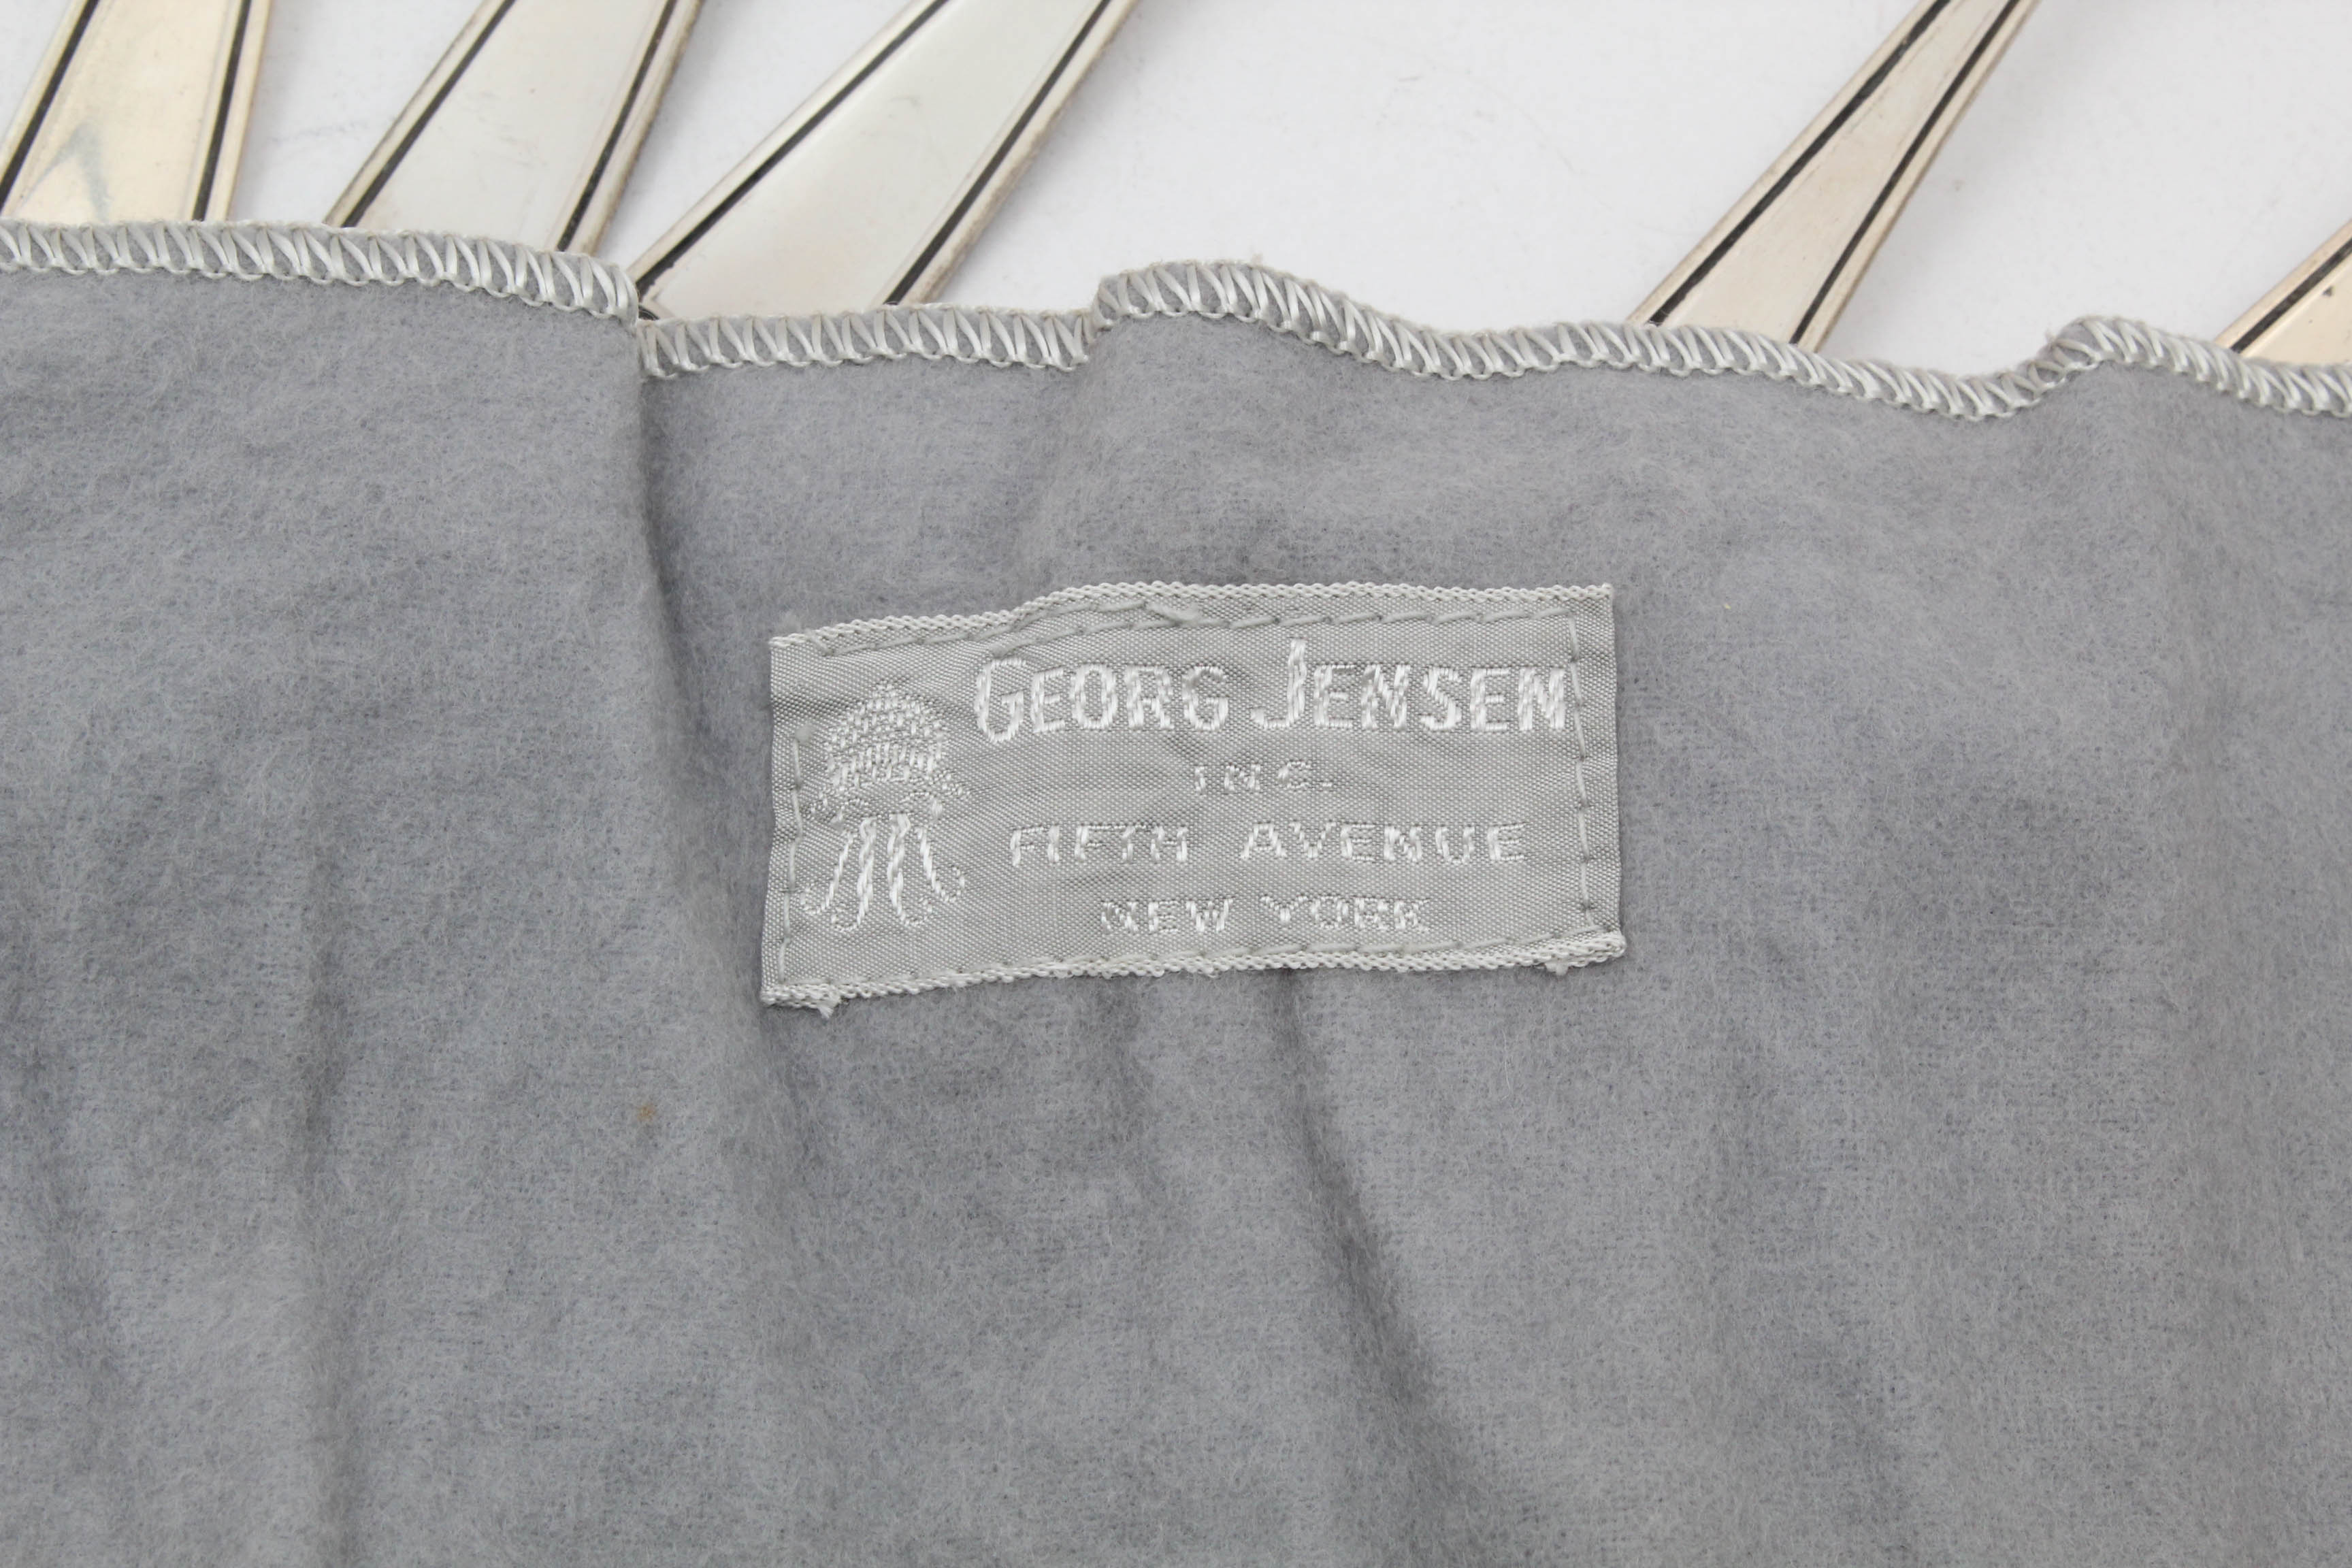 GEORG JENSEN
INC.
FIFTH AVENUE
NEW YORK